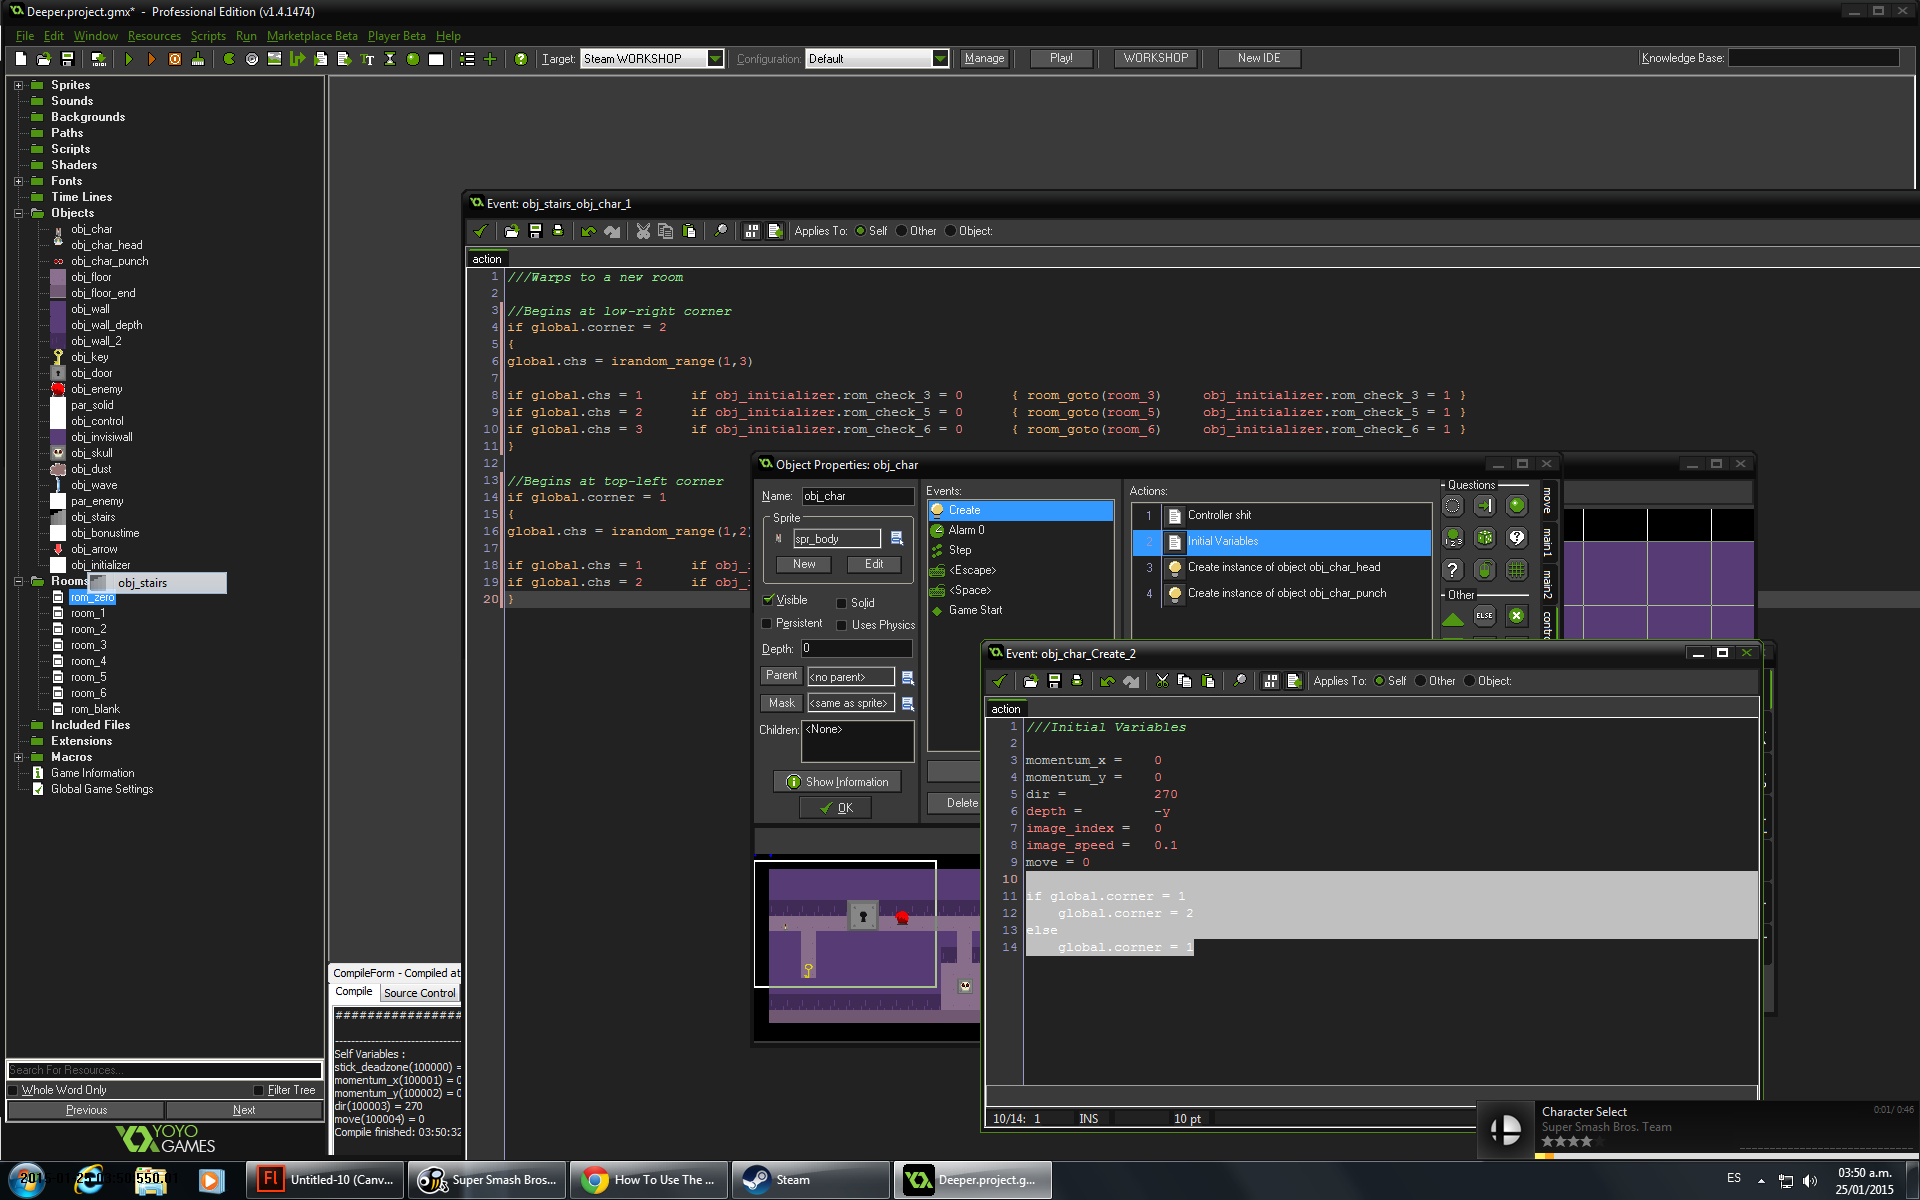 Deeper.project.gmx* - Professional Edition (v1.4.1474)
File Edit Window Resources Scripts Run Marketplace Beta Player Beta Help
Target: Steam WORKSHOP Configuration: Default Manage Play! WORKSHOP New IDE Knowledge Base:
Sprites
Sounds
Backgrounds
Paths
Scripts
Shaders
Fonts
Time Lines
Objects
obj_char
obj_char_head
obj_char_punch
obj_floor
obj_floor_end
obj_wall
obj_wall_depth
obj_wall_2
obj_key
obj_door
obj_enemy
par_solid
obj_control
obj_invisiwall
obj_skull
obj_dust
obj_wave
par_enemy
obj_stairs
obj_bonustime
obj_arrow
obj_initializer
Rooms
obj_stairs
rom_zero
room_1
room_2
room_3
room_4
room_5
room_6
rom_blank
Included Files
Extensions
Macros
Game Information
Global Game Settings
Search For Resources...
Whole Word Only Filter Tree
Previous Next
YOYO GAMES
Event: obj_stairs_obj_char_1
Applies To: Self Other Object:
action
1 ///Warps to a new room
2
3 //Begins at low-right corner
4 if global.corner = 2
5 {
6 global.chs = irandom_range(1,3)
7
8 if global.chs = 1 if obj_initializer.rom_check_3 = 0 { room_goto(room_3) obj_initializer.rom_check_3 = 1 }
9 if global.chs = 2 if obj_initializer.rom_check_5 = 0 { room_goto(room_5) obj_initializer.rom_check_5 = 1 }
10 if global.chs = 3 if obj_initializer.rom_check_6 = 0 { room_goto(room_6) obj_initializer.rom_check_6 = 1 }
11 }
12
13 //Begins at top-left corner
14 if global.corner = 1
15 {
16 global.chs = irandom_range(1,2)
17
18 if global.chs = 1 if obj_i
19 if global.chs = 2 if obj_i
20 }
Object Properties: obj_char
Name: obj_char
Sprite
spr_body
New Edit
Visible Solid
Persistent Uses Physics
Depth: 0
Parent <no parent>
Mask <same as sprite>
Children: <None>
Show Information
OK
Events:
Create
Alarm 0
Step
<Escape>
<Space>
Game Start
Delete
Actions:
1 Controller shit
2 Initial Variables
3 Create instance of object obj_char_head
4 Create instance of object obj_char_punch
Questions
Other
ELSE
move
main1
main2
contro
Event: obj_char_Create_2
Applies To: Self Other Object:
action
1 ///Initial Variables
2
3 momentum_x = 0
4 momentum_y = 0
5 dir = 270
6 depth = -y
7 image_index = 0
8 image_speed = 0.1
9 move = 0
10
11 if global.corner = 1
12 global.corner = 2
13 else
14 global.corner = 1
10/14: 1 INS 10 pt
CompileForm - Compiled at
Compile Source Control
################
Self Variables :
stick_deadzone(100000) =
momentum_x(100001) = 0
momentum_y(100002) = 0
dir(100003) = 270
move(100004) = 0
Compile finished: 03:50:32
Character Select
Super Smash Bros. Team
0:01/ 0:46
Untitled-10 (Canv...
Super Smash Bros...
How To Use The ...
Steam
Deeper.project.g...
ES
03:50 a.m.
25/01/2015